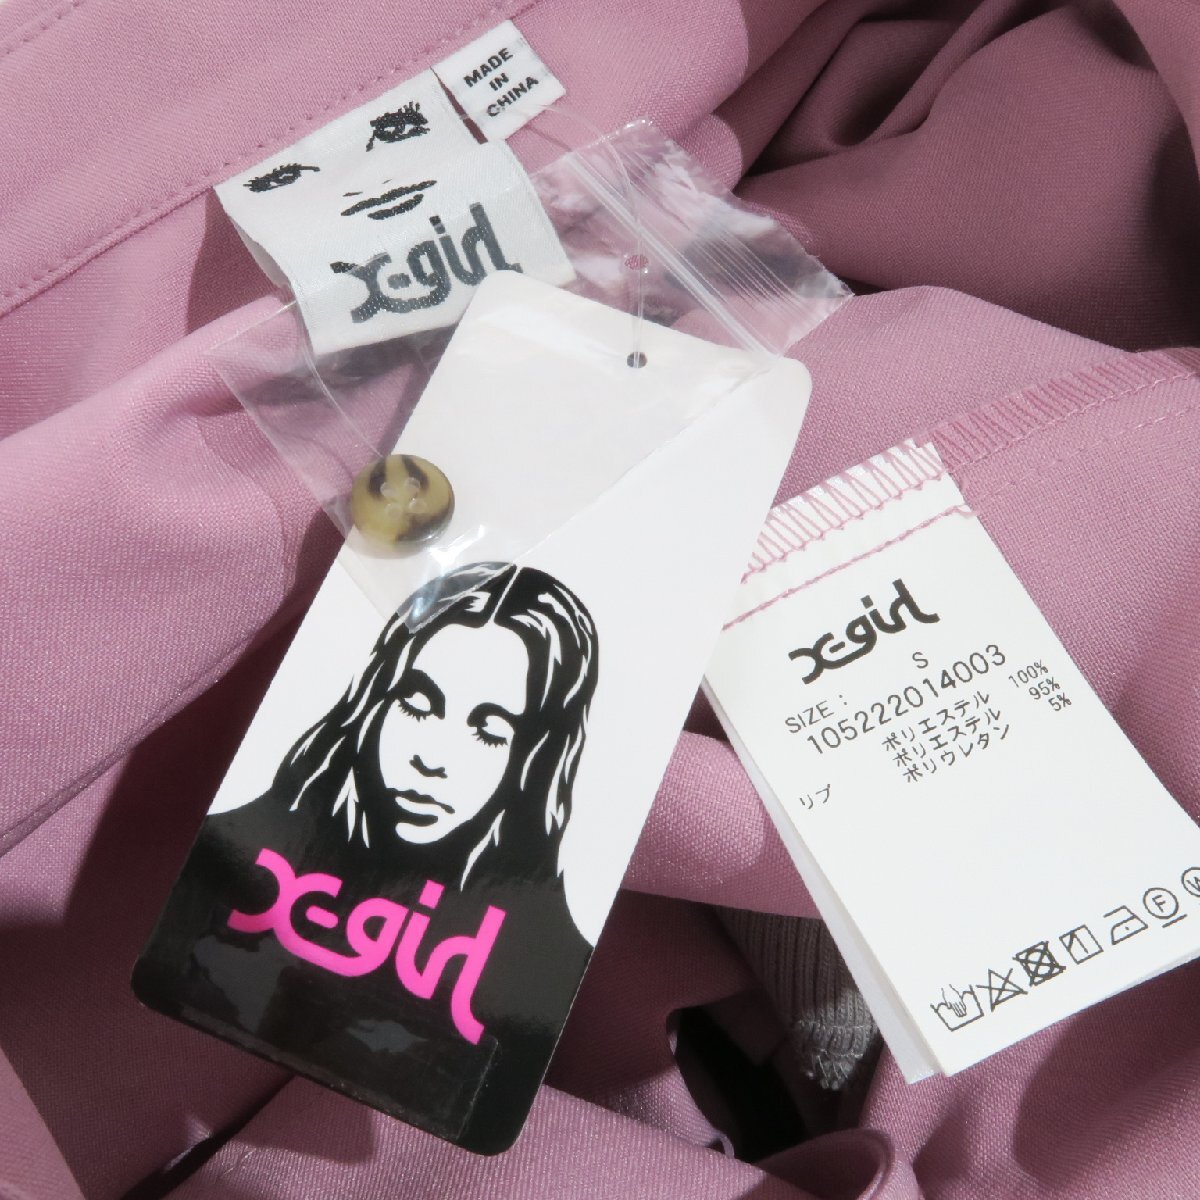 MADE
IN
CHINA
X-girl
X-girl
X-girl
SIZE : S
105222014003
ポリエステル 100%
リブ ポリエステル 95%
ポリウレタン 5%
F
W